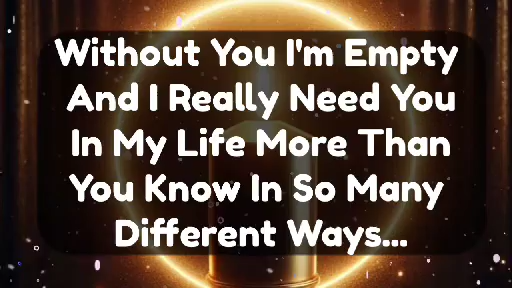 Without You I'm Empty
And I Really Need You
In My Life More Than
You Know In So Many
Different Ways...